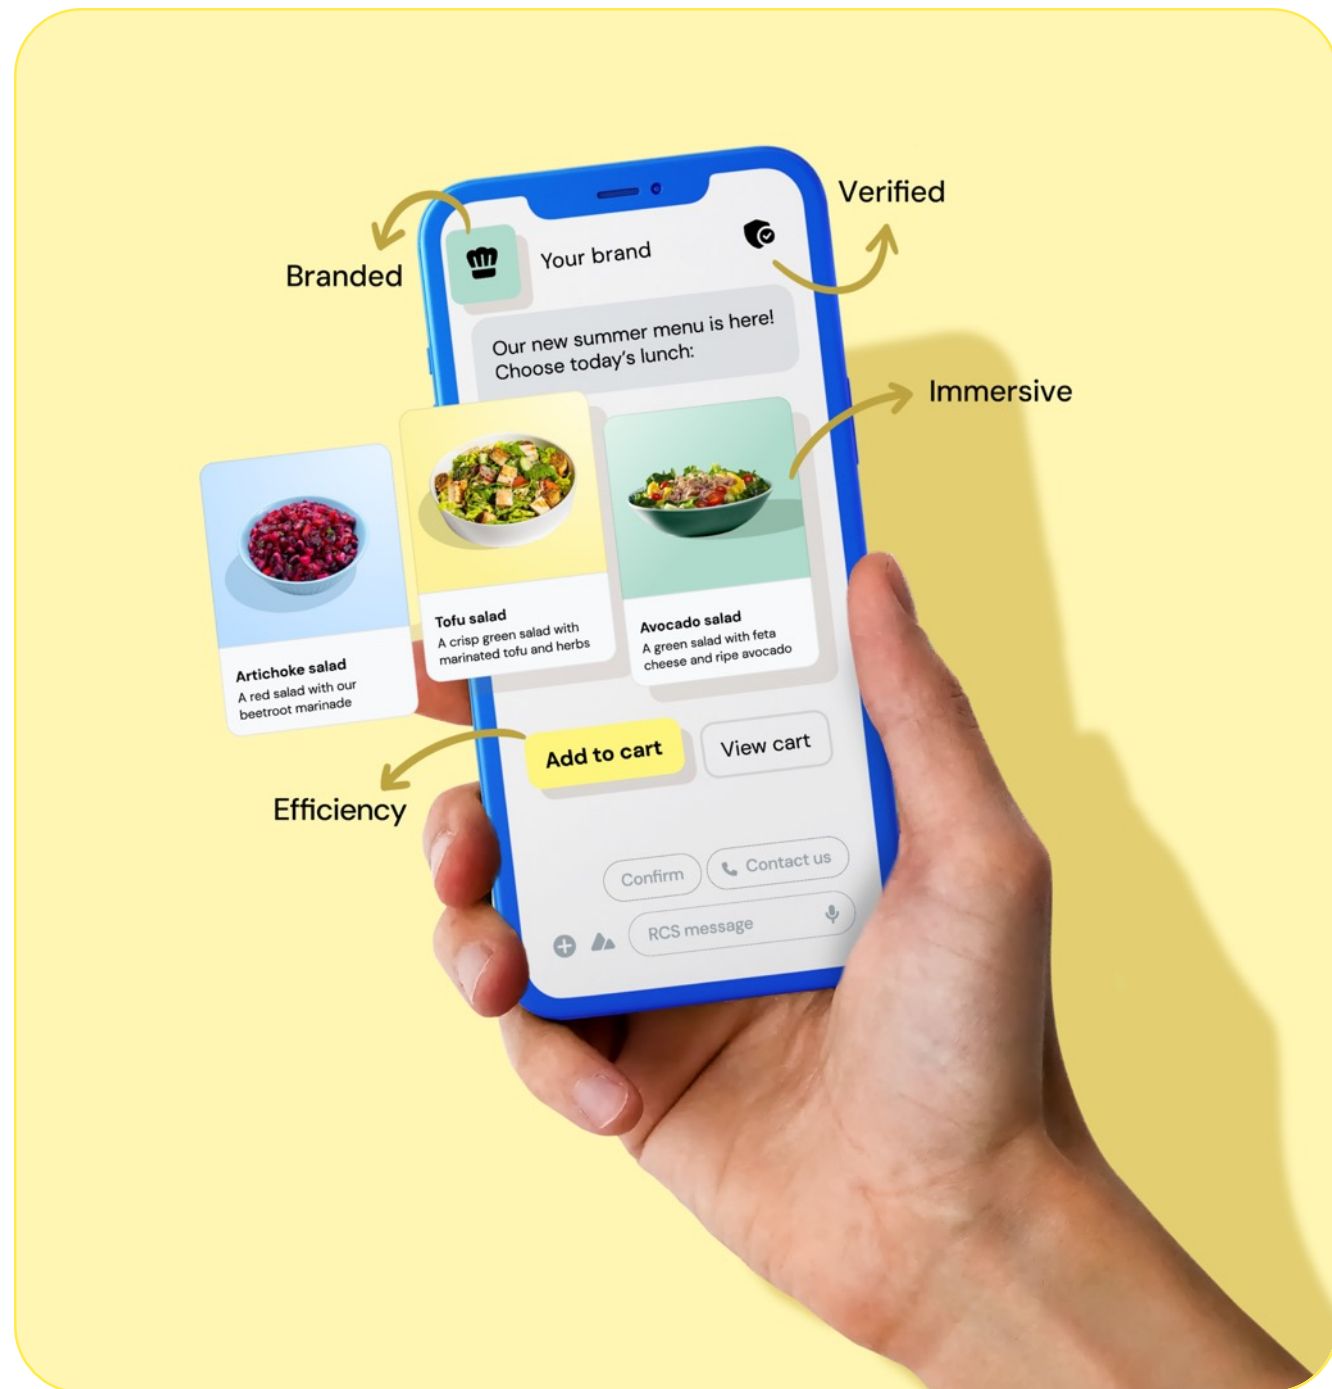 Verified
Branded
Your brand
Our new summer menu is here!
Choose today's lunch:
Immersive
Artichoke salad
A red salad with our
beetroot marinade
Tofu salad
A crisp green salad with
marinated tofu and herbs
Avocado salad
A green salad with feta
cheese and ripe avocado
Add to cart
View cart
Efficiency
Confirm
Contact us
RCS message